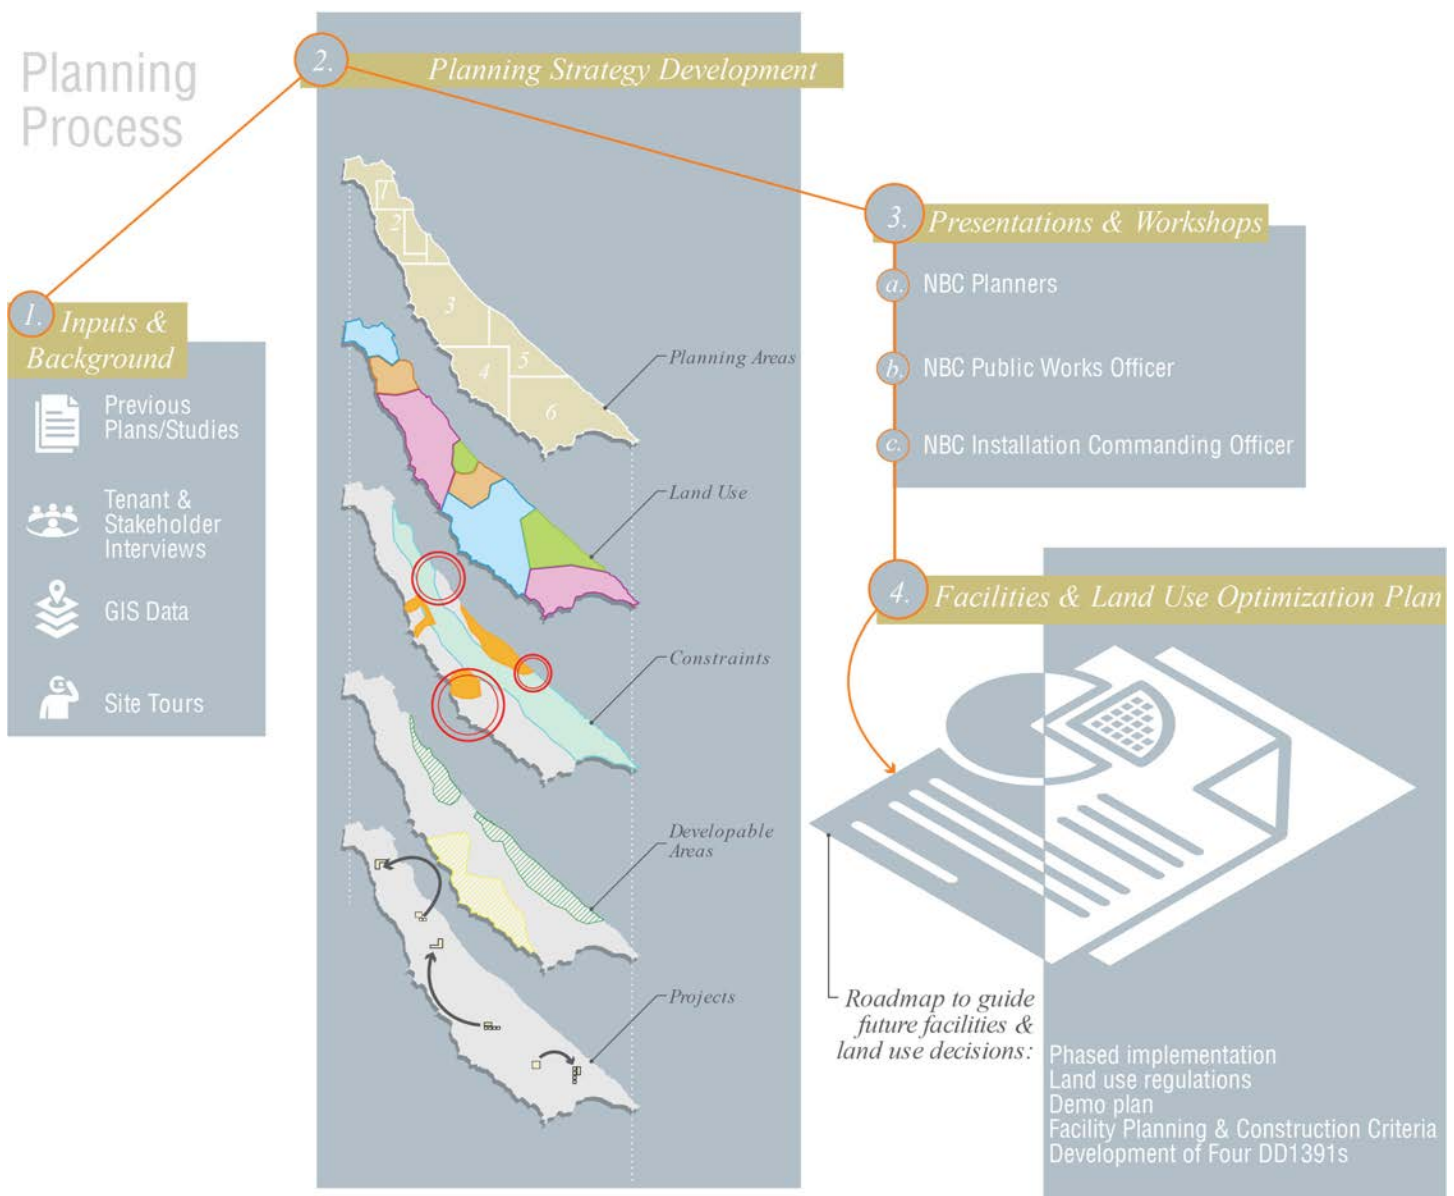 Planning
Process
1.
Inputs &
Background
Previous
Plans/Studies
Tenant &
Stakeholder
Interviews
GIS Data
Site Tours
2.
Planning Strategy Development
1
2
3
4
5
6
Planning Areas
Land Use
Constraints
Developable
Areas
Projects
3.
Presentations & Workshops
a.
NBC Planners
b.
NBC Public Works Officer
c.
NBC Installation Commanding Officer
4.
Facilities & Land Use Optimization Plan
Roadmap to guide
future facilities &
land use decisions:
Phased implementation
Land use regulations
Demo plan
Facility Planning & Construction Criteria
Development of Four DD1391s